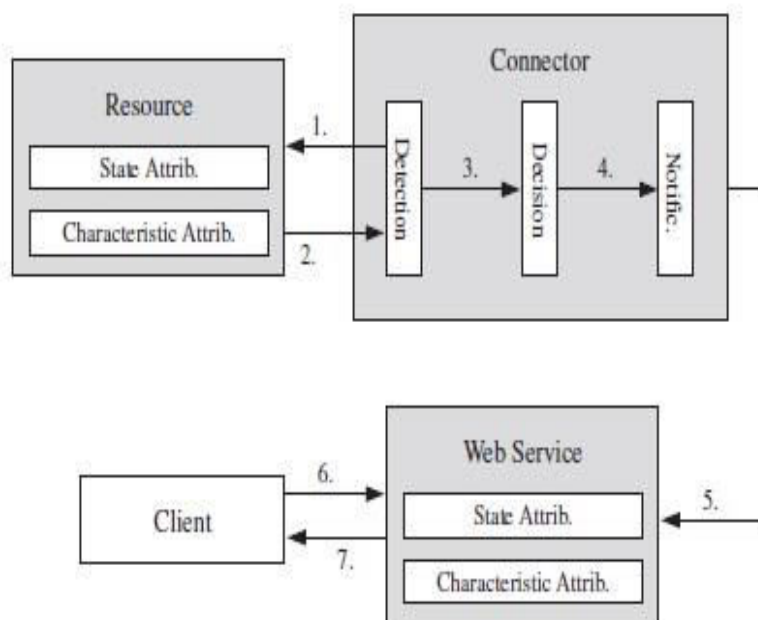 Connector
Resource
1.
State Attrib.
Characteristic Attrib.
2.
Detection
3.
Decision
4.
Notific.
Web Service
6.
Client
State Attrib.
5.
7.
Characteristic Attrib.